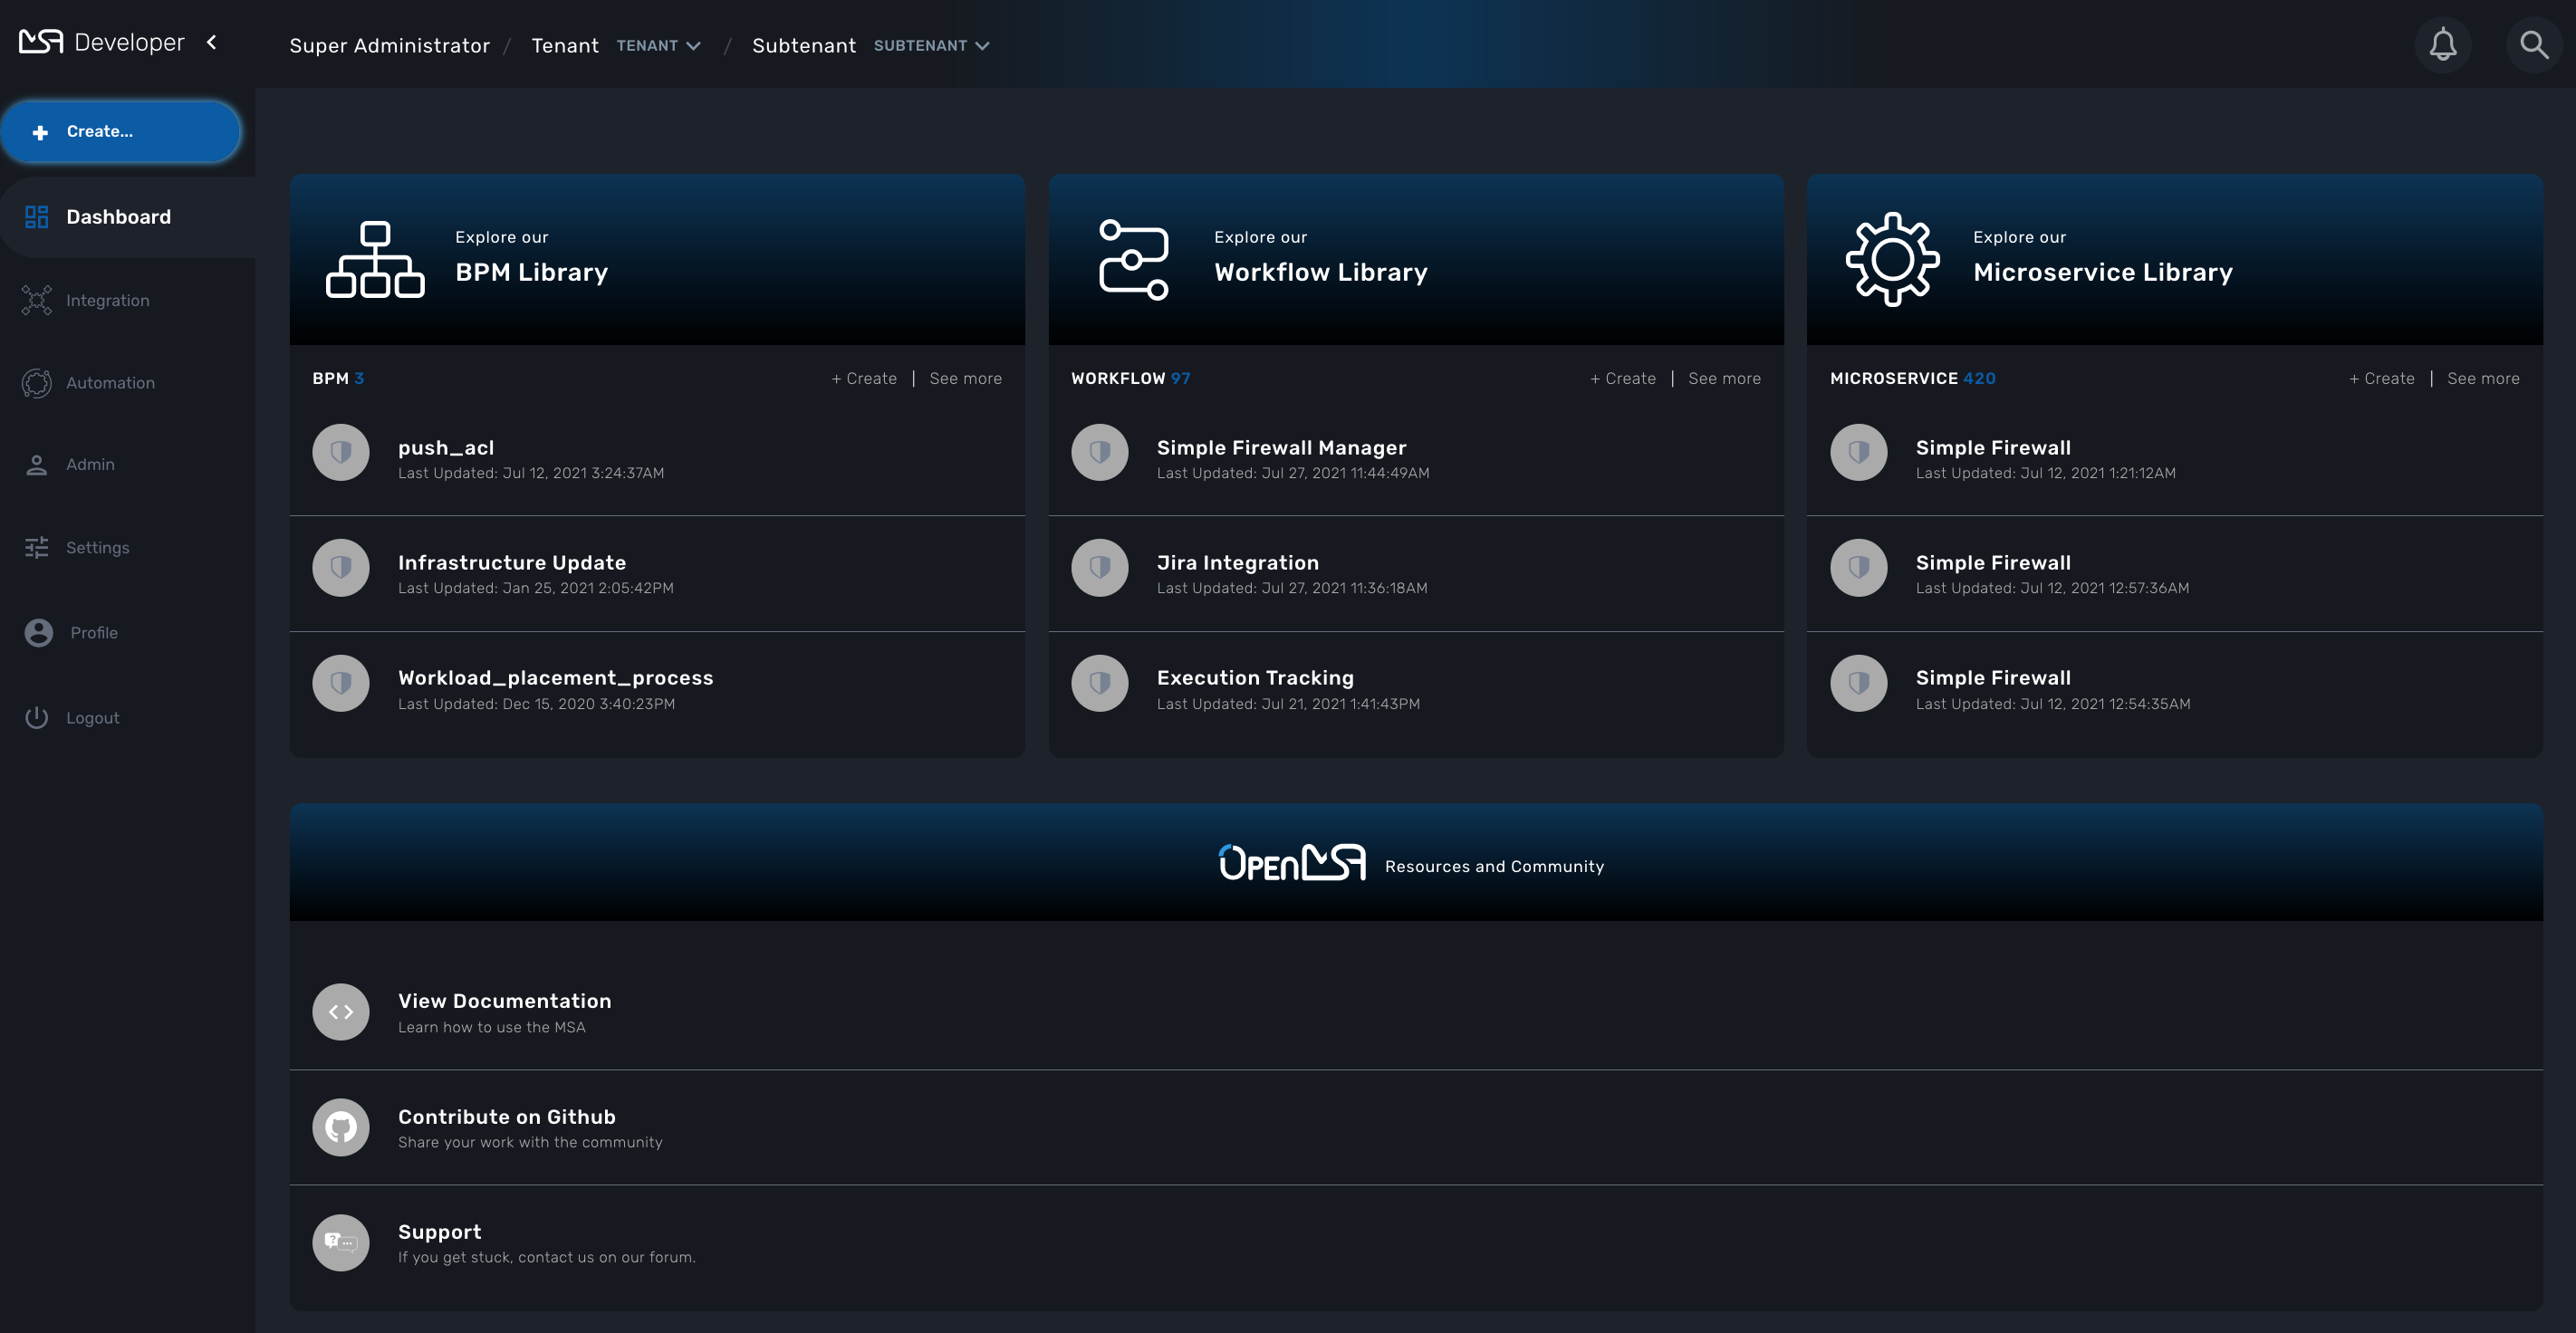 MSA Developer
Super Administrator / Tenant TENANT / Subtenant SUBTENANT
Create...
Dashboard
Integration
Automation
Admin
Settings
Profile
Logout
Explore our
BPM Library
BPM 3 + Create | See more
push_acl
Last Updated: Jul 12, 2021 3:24:37AM
Infrastructure Update
Last Updated: Jan 25, 2021 2:05:42PM
Workload_placement_process
Last Updated: Dec 15, 2020 3:40:23PM
Explore our
Workflow Library
WORKFLOW 97 + Create | See more
Simple Firewall Manager
Last Updated: Jul 27, 2021 11:44:49AM
Jira Integration
Last Updated: Jul 27, 2021 11:36:18AM
Execution Tracking
Last Updated: Jul 21, 2021 1:41:43PM
Explore our
Microservice Library
MICROSERVICE 420 + Create | See more
Simple Firewall
Last Updated: Jul 12, 2021 1:21:12AM
Simple Firewall
Last Updated: Jul 12, 2021 12:57:36AM
Simple Firewall
Last Updated: Jul 12, 2021 12:54:35AM
OpenMSA Resources and Community
View Documentation
Learn how to use the MSA
Contribute on Github
Share your work with the community
Support
If you get stuck, contact us on our forum.